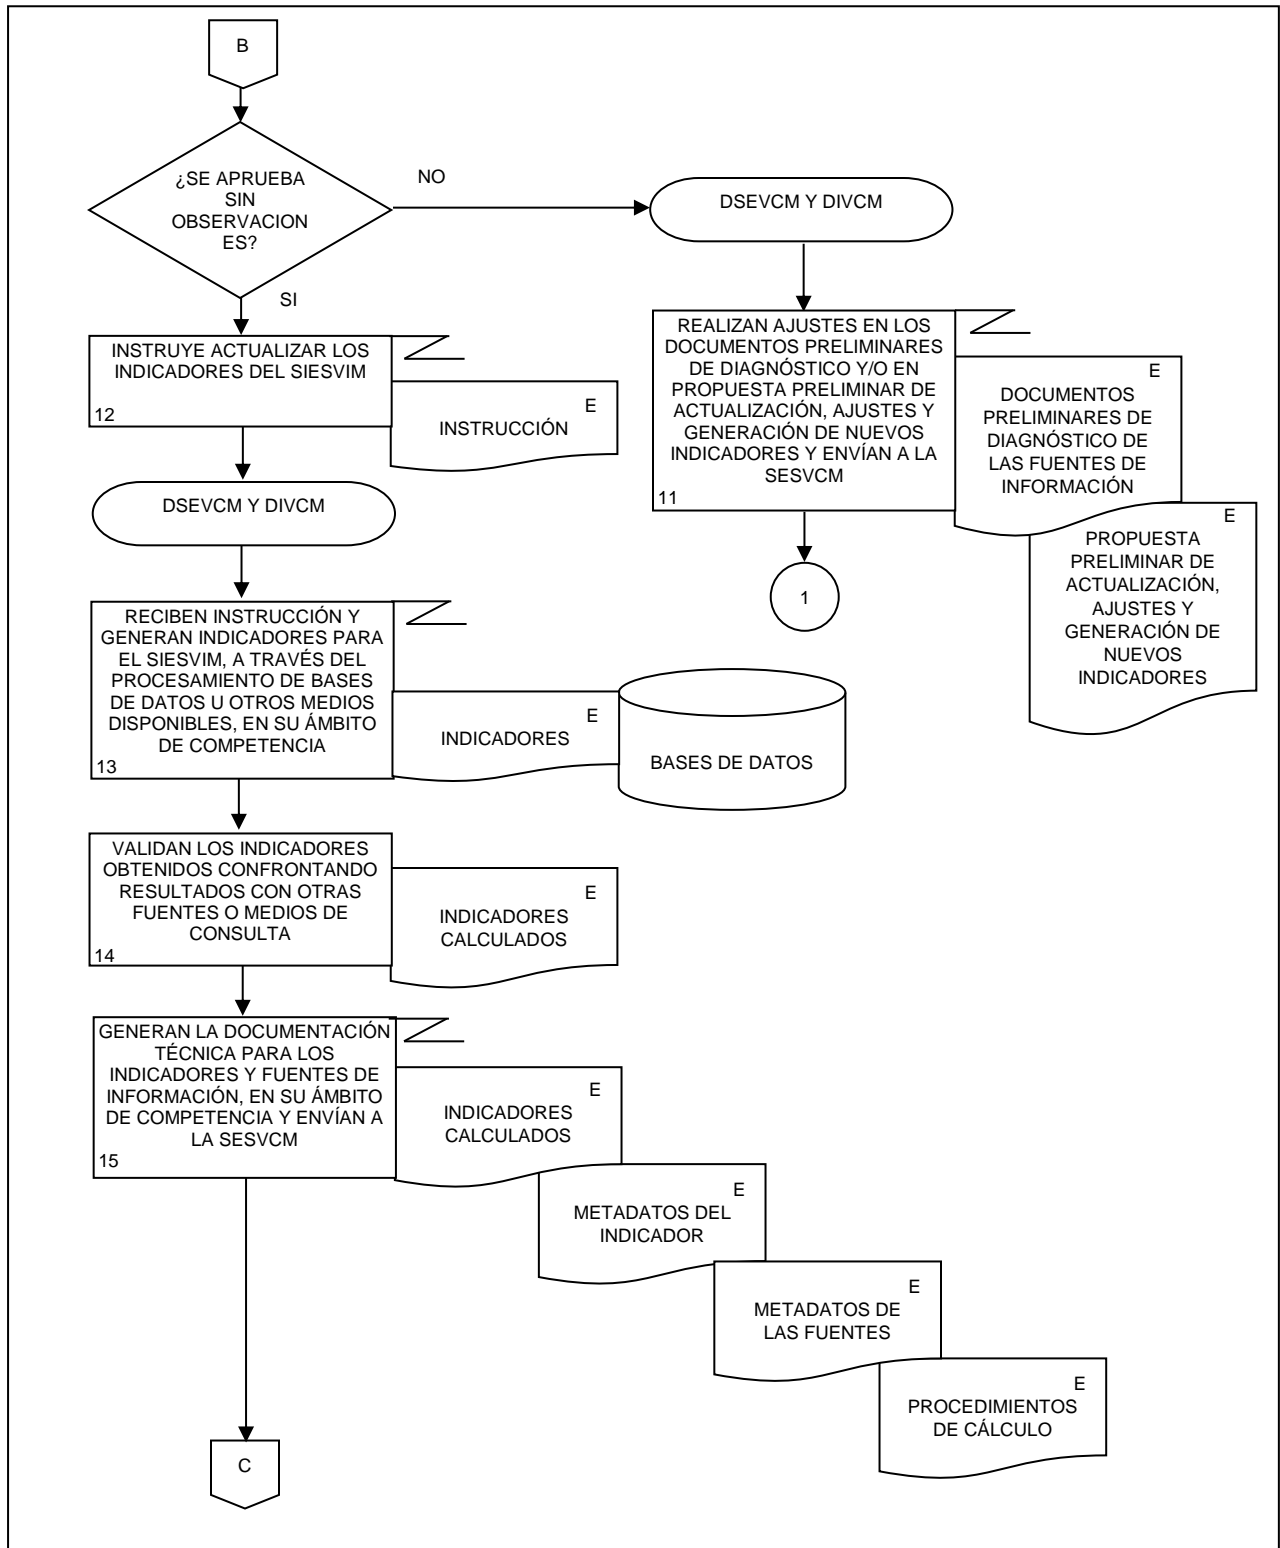 B
¿SE APRUEBA
SIN
OBSERVACION
ES?
NO
DSEVCM Y DIVCM
REALIZAN AJUSTES EN LOS
DOCUMENTOS PRELIMINARES
DE DIAGNÓSTICO Y/O EN
PROPUESTA PRELIMINAR DE
ACTUALIZACIÓN, AJUSTES Y
GENERACIÓN DE NUEVOS
INDICADORES Y ENVÍAN A LA
SESVCM
11
E
DOCUMENTOS
PRELIMINARES DE
DIAGNÓSTICO DE
LAS FUENTES DE
INFORMACIÓN
E
PROPUESTA
PRELIMINAR DE
ACTUALIZACIÓN,
AJUSTES Y
GENERACIÓN DE
NUEVOS
INDICADORES
1
SI
INSTRUYE ACTUALIZAR LOS
INDICADORES DEL SIESVIM
12
E
INSTRUCCIÓN
DSEVCM Y DIVCM
RECIBEN INSTRUCCIÓN Y
GENERAN INDICADORES PARA
EL SIESVIM, A TRAVÉS DEL
PROCESAMIENTO DE BASES
DE DATOS U OTROS MEDIOS
DISPONIBLES, EN SU ÁMBITO
DE COMPETENCIA
13
E
INDICADORES
BASES DE DATOS
VALIDAN LOS INDICADORES
OBTENIDOS CONFRONTANDO
RESULTADOS CON OTRAS
FUENTES O MEDIOS DE
CONSULTA
14
E
INDICADORES
CALCULADOS
GENERAN LA DOCUMENTACIÓN
TÉCNICA PARA LOS
INDICADORES Y FUENTES DE
INFORMACIÓN, EN SU ÁMBITO
DE COMPETENCIA Y ENVÍAN A
LA SESVCM
15
E
INDICADORES
CALCULADOS
E
METADATOS DEL
INDICADOR
E
METADATOS DE
LAS FUENTES
E
PROCEDIMIENTOS
DE CÁLCULO
C